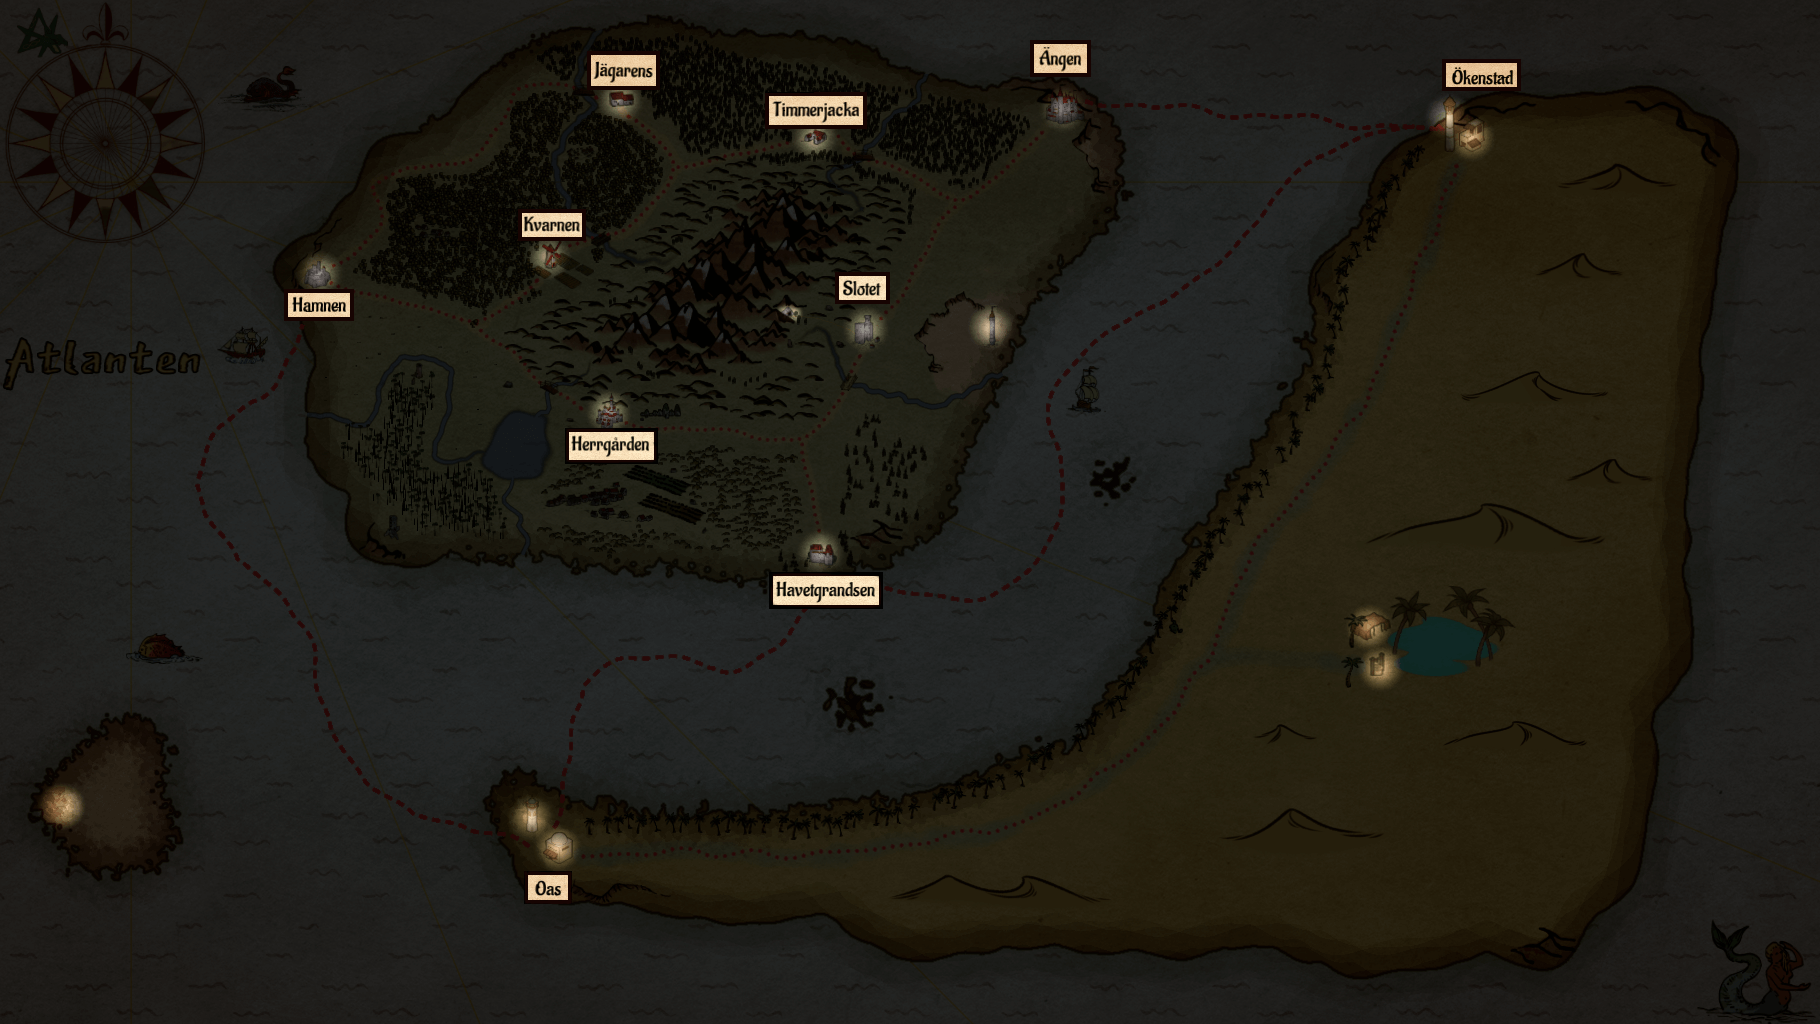 Ängen
Jägarens
Ökenstad
Timmerjacka
Kvarnen
Slotet
Hamnen
Atlanten
Herrgården
Havetgrandsen
Oas